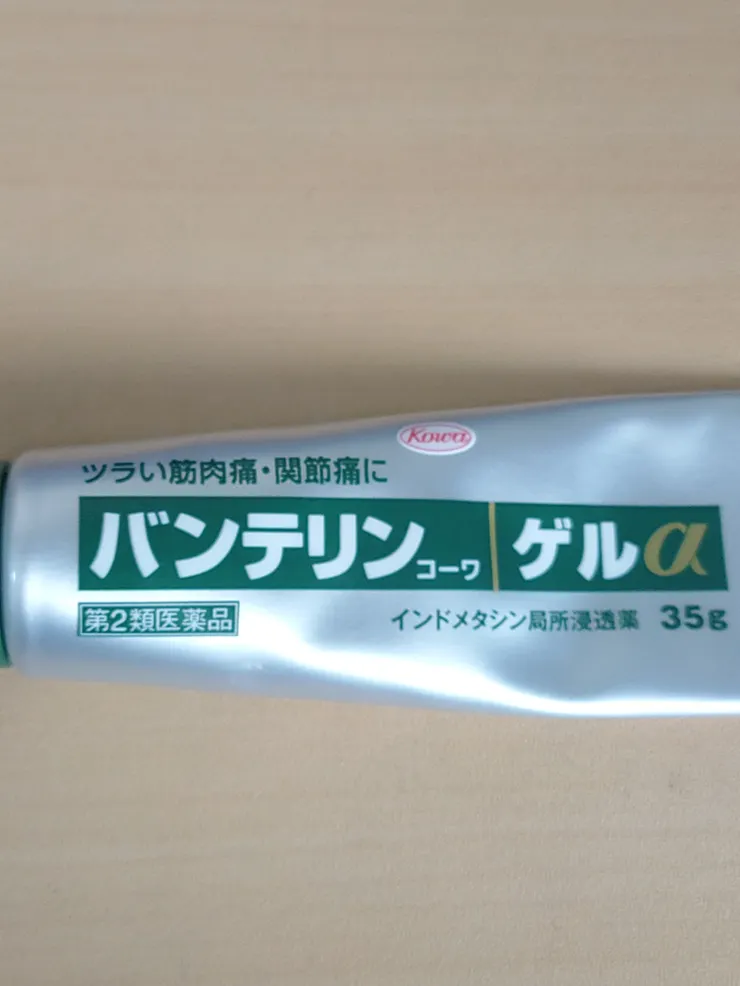 Kowa
ツラい筋肉痛・関節痛に
バンテリンコーワ ゲルα
第2類医薬品
インドメタシン局所浸透薬 35g